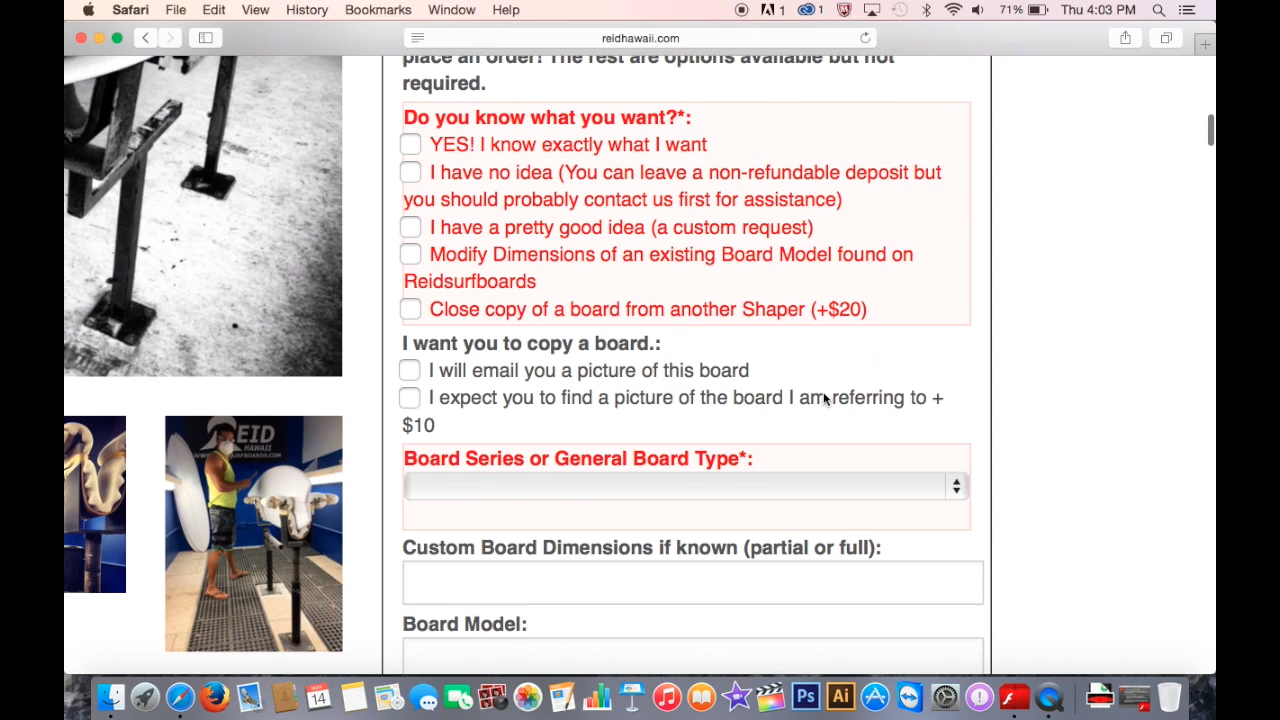 Safari File Edit View History Bookmarks Window Help
1 1 71% Thu 4:03 PM
reidhawaii.com
place an order! The rest are options available but not
required.
Do you know what you want?*:
YES! I know exactly what I want
I have no idea (You can leave a non-refundable deposit but
you should probably contact us first for assistance)
I have a pretty good idea (a custom request)
Modify Dimensions of an existing Board Model found on
Reidsurfboards
Close copy of a board from another Shaper (+$20)
I want you to copy a board.:
I will email you a picture of this board
I expect you to find a picture of the board I am referring to +
$10
REID
HAWAII
Board Series or General Board Type*:
Custom Board Dimensions if known (partial or full):
Board Model:
14
Ps Ai